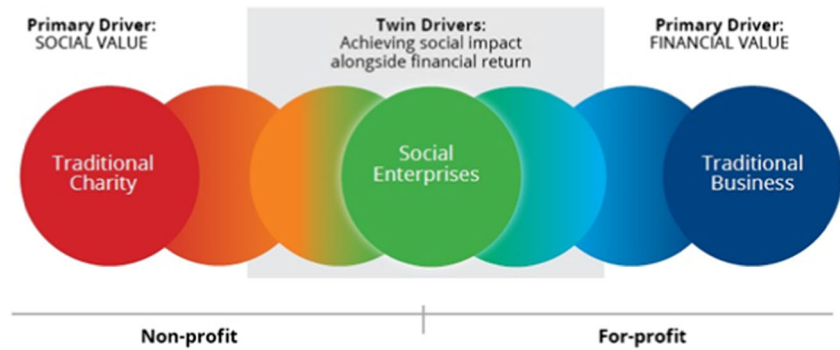 Primary Driver:
SOCIAL VALUE
Twin Drivers:
Achieving social impact
alongside financial return
Primary Driver:
FINANCIAL VALUE
Traditional
Charity
Social
Enterprises
Traditional
Business
Non-profit
For-profit